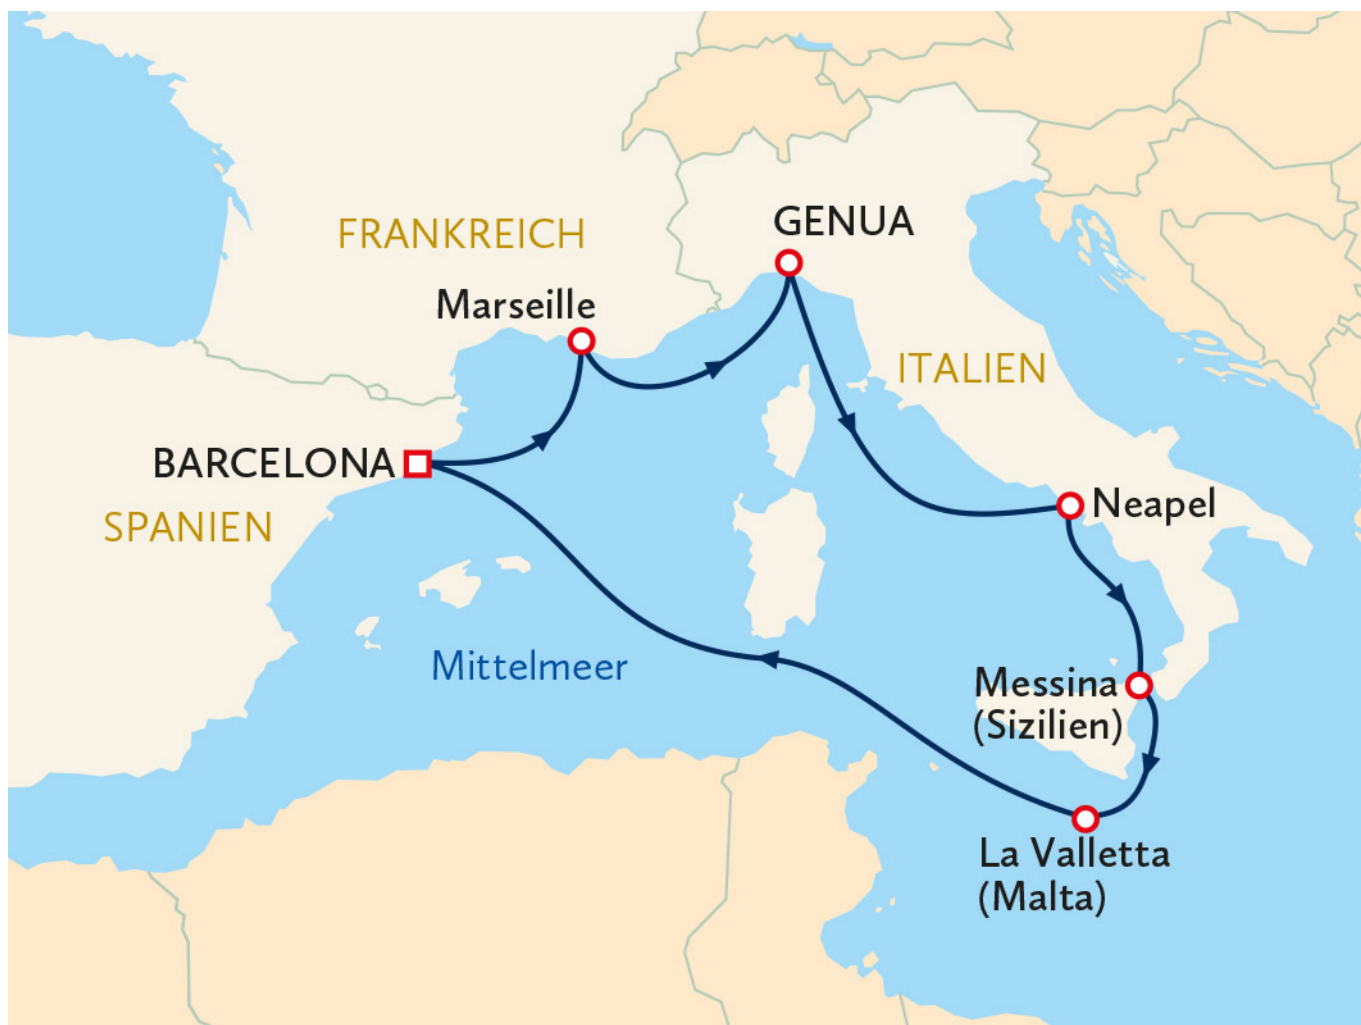 GENUA
FRANKREICH
Marseille
ITALIEN
BARCELONA
Neapel
SPANIEN
Mittelmeer
Messina
(Sizilien)
La Valletta
(Malta)